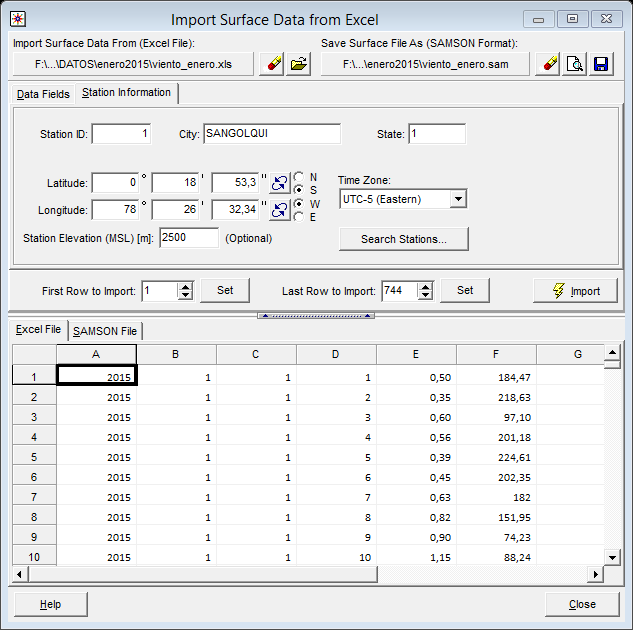 Import Surface Data from Excel
Import Surface Data From (Excel File): Save Surface File As (SAMSON Format):
F:\...\DATOS\enero2015\viento_enero.xls F:\...\enero2015\viento_enero.sam
Data Fields Station Information
Station ID: 1 City: SANGOLQUI State: 1
Latitude: 0 ° 18 ' 53,3 " N S
Time Zone:
Longitude: 78 ° 26 ' 32,34 " W E
UTC-5 (Eastern)
Station Elevation (MSL) [m]: 2500 (Optional) Search Stations...
First Row to Import: 1 Set Last Row to Import: 744 Set Import
Excel File SAMSON File
A B C D E F G
1 2015 1 1 1 0,50 184,47
2 2015 1 1 2 0,35 218,63
3 2015 1 1 3 0,60 97,10
4 2015 1 1 4 0,56 201,18
5 2015 1 1 5 0,39 224,61
6 2015 1 1 6 0,45 202,35
7 2015 1 1 7 0,63 182
8 2015 1 1 8 0,82 151,95
9 2015 1 1 9 0,90 74,23
10 2015 1 1 10 1,15 88,24
Help Close